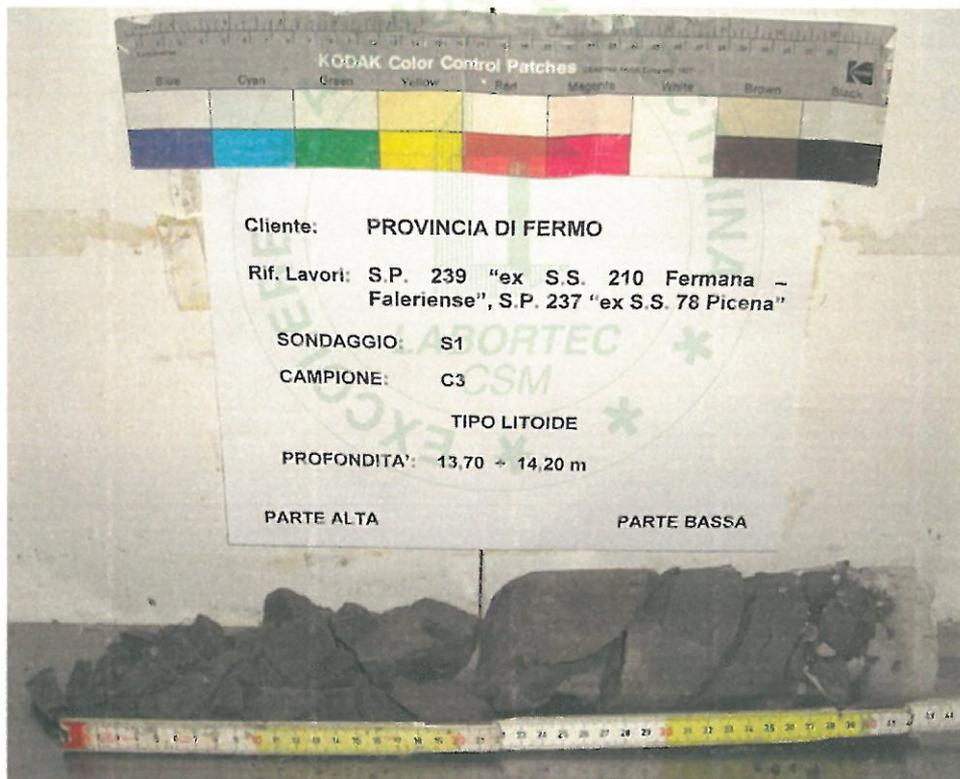 KODAK Color Control Patches
Blue Cyan Green Yellow Red Magenta White Brown Black
Cliente: PROVINCIA DI FERMO
Rif. Lavori: S.P. 239 “ex S.S. 210 Fermana –
Faleriense”, S.P. 237 “ex S.S. 78 Picena”
LABORTEC
SONDAGGIO: S1
CSM
CAMPIONE: C3
TIPO LITOIDE
PROFONDITA’: 13,70 ÷ 14,20 m
PARTE ALTA PARTE BASSA